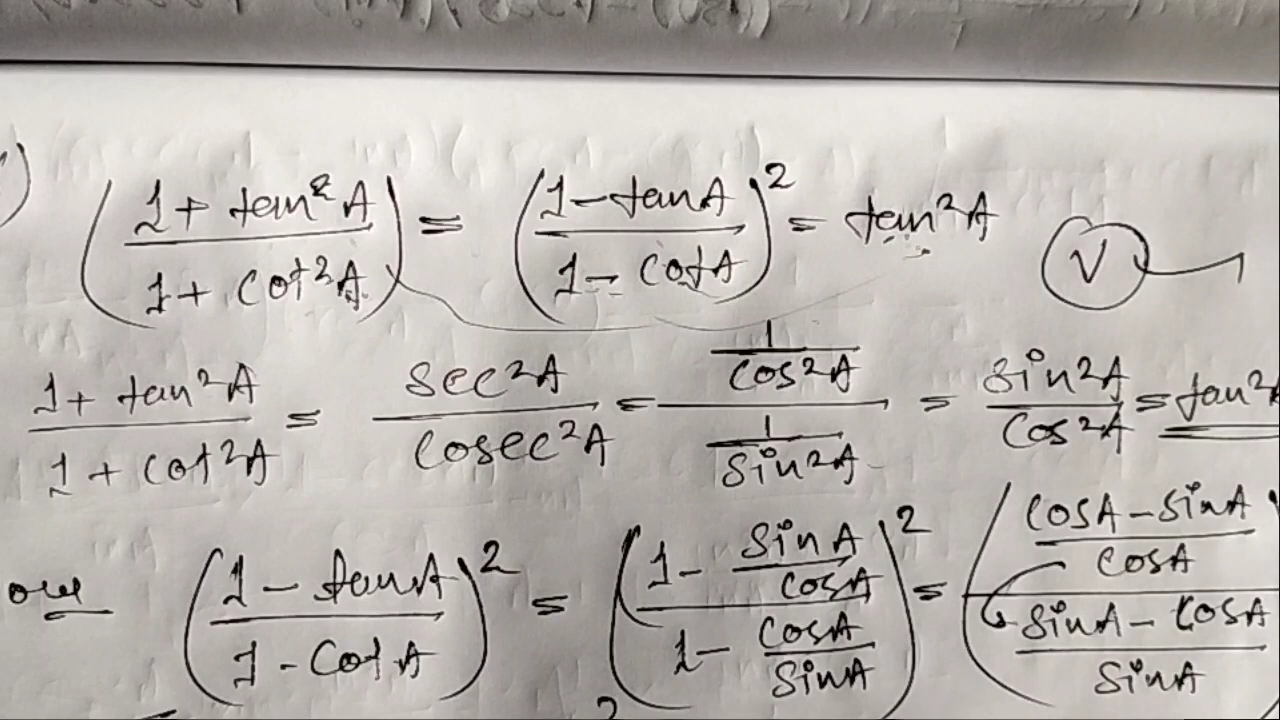 (1 + tan²A / 1 + cot²A) = (1 - tanA / 1 - cotA)² = tan²A V
1 + tan²A / 1 + cot²A = sec²A / cosec²A = 1/cos²A / 1/sin²A = sin²A / cos²A = tan²A
(1 - tanA / 1 - cotA)² = (1 - sinA/cosA / 1 - cosA/sinA)² = (cosA - sinA / cosA / sinA - cosA / sinA
2